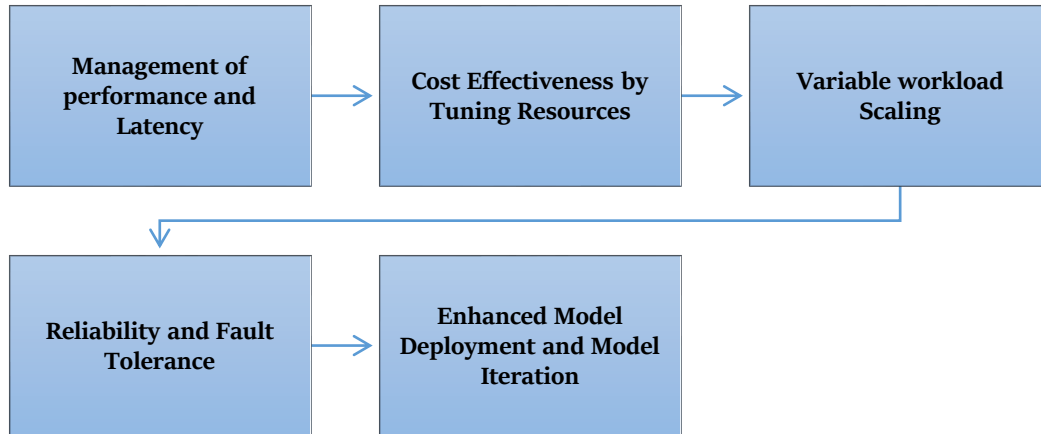 Management of
performance and
Latency
Cost Effectiveness by
Tuning Resources
Variable workload
Scaling
Reliability and Fault
Tolerance
Enhanced Model
Deployment and Model
Iteration